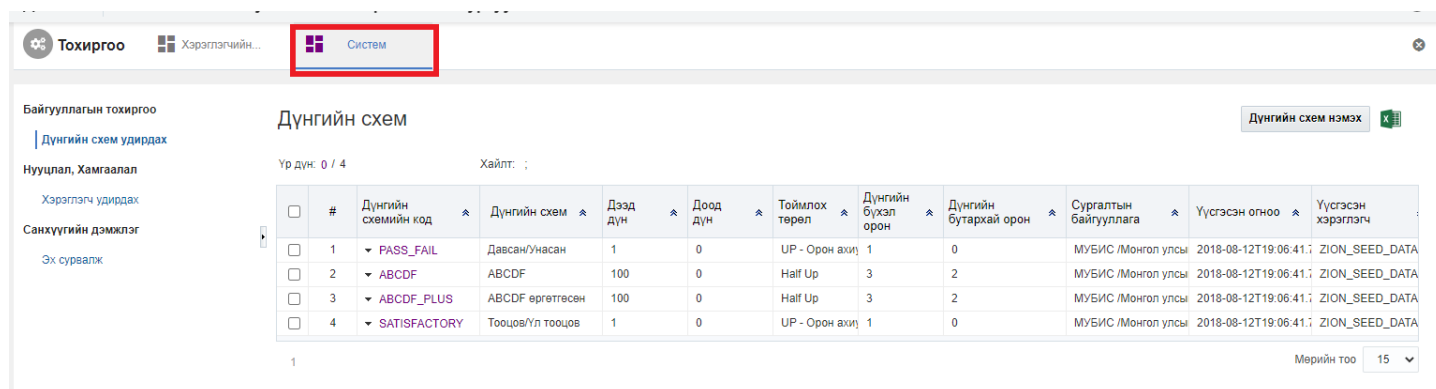 Тохиргоо Хэрэглэгчийн... Систем
Байгууллагын тохиргоо
Дүнгийн схем удирдах
Нууцлал, Хамгаалал
Хэрэглэгч удирдах
Санхүүгийн дэмжлэг
Эх сурвалж
Дүнгийн схем
Дүнгийн схем нэмэх
Үр дүн: 0 / 4 Хайлт: ;
# Дүнгийн схемийн код Дүнгийн схем Дээд дүн Доод дүн Тоймлох төрөл Дүнгийн бүхэл орон Дүнгийн бутархай орон Сургалтын байгууллага Үүсгэсэн огноо Үүсгэсэн хэрэглэгч
1 PASS_FAIL Давсан/Унасан 1 0 UP - Орон ахиу 1 0 МУБИС /Монгол улсы 2018-08-12T19:06:41.7 ZION_SEED_DATA
2 ABCDF ABCDF 100 0 Half Up 3 2 МУБИС /Монгол улсы 2018-08-12T19:06:41.7 ZION_SEED_DATA
3 ABCDF_PLUS ABCDF өргөтгөсөн 100 0 Half Up 3 2 МУБИС /Монгол улсы 2018-08-12T19:06:41.7 ZION_SEED_DATA
4 SATISFACTORY Тооцов/Үл тооцов 1 0 UP - Орон ахиу 1 0 МУБИС /Монгол улсы 2018-08-12T19:06:41.7 ZION_SEED_DATA
1
Мөрийн тоо 15